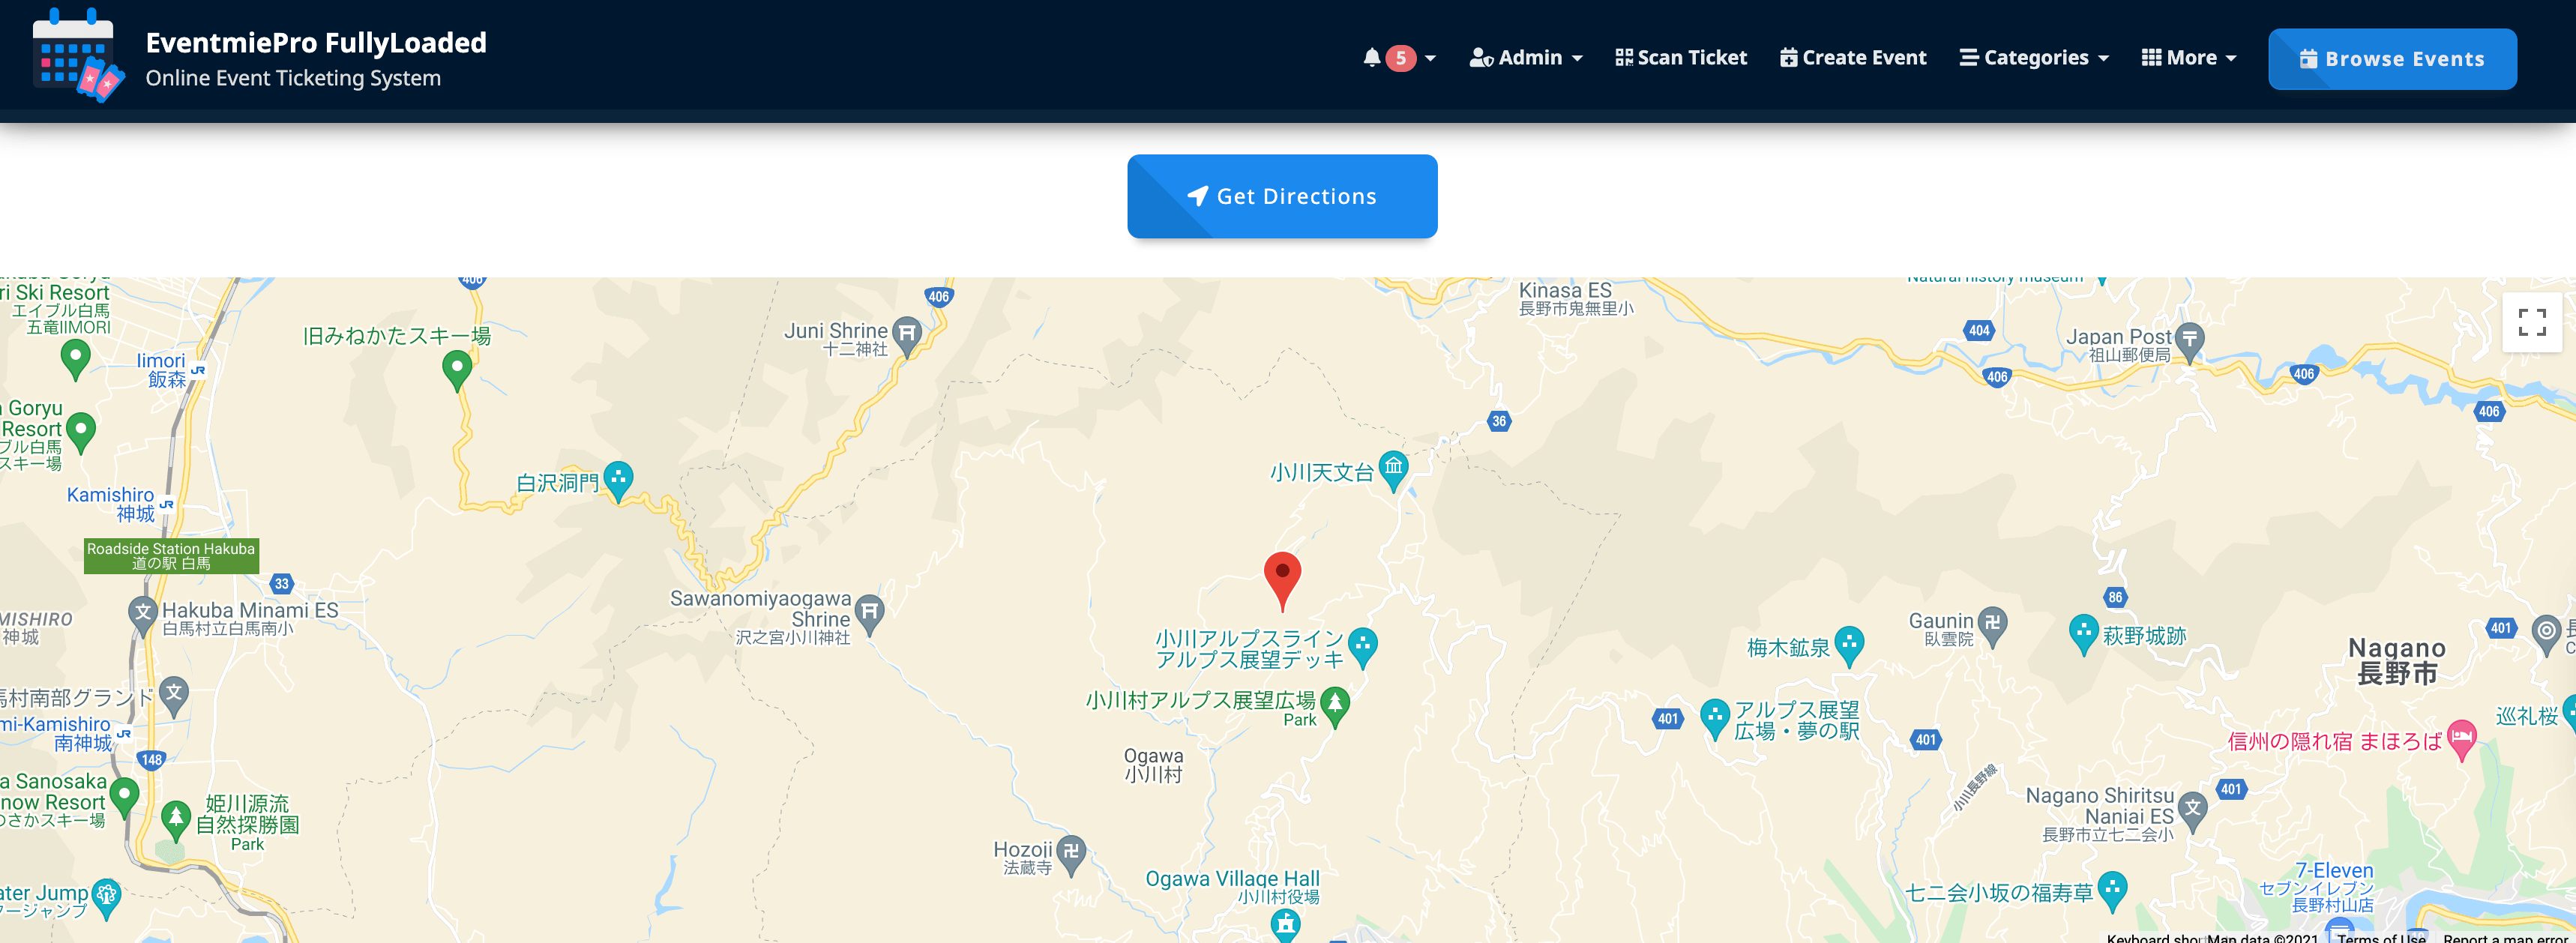 EventmiePro FullyLoaded
Online Event Ticketing System
5
Admin
Scan Ticket
Create Event
Categories
More
Browse Events
Get Directions
ri Ski Resort
エイブル白馬
五竜IIMORI
Iimori
飯森
Goryu
Resort
ブル白馬
スキー場
旧みねかたスキー場
406
Juni Shrine
十二神社
406
Kinasa ES
長野市鬼無里小
Natural history museum
404
Japan Post
祖山郵便局
406
406
406
36
小川天文台
白沢洞門
Kamishiro
神城
Roadside Station Hakuba
道の駅 白馬
33
Hakuba Minami ES
白馬村立白馬南小
MISHIRO
神城
Sawanomiyaogawa
Shrine
沢之宮小川神社
小川アルプスライン
アルプス展望デッキ
小川村アルプス展望広場
Park
Ogawa
小川村
梅木鉱泉
Gaunin
臥雲院
86
萩野城跡
401
Nagano
長野市
アルプス展望
広場・夢の駅
401
401
小川長野線
信州の隠れ宿 まほろば
巡礼桜
401
Nagano Shiritsu
Naniai ES
長野市立七二会小
馬村南部グランド
mi-Kamishiro
南神城
148
a Sanosaka
now Resort
のさかスキー場
姫川源流
自然探勝園
Park
ater Jump
タージャンプ
Hozoji
法蔵寺
Ogawa Village Hall
小川村役場
七二会小坂の福寿草
7-Eleven
セブンイレブン
長野村山店
Map data ©2021
Terms of Use
Report a map error